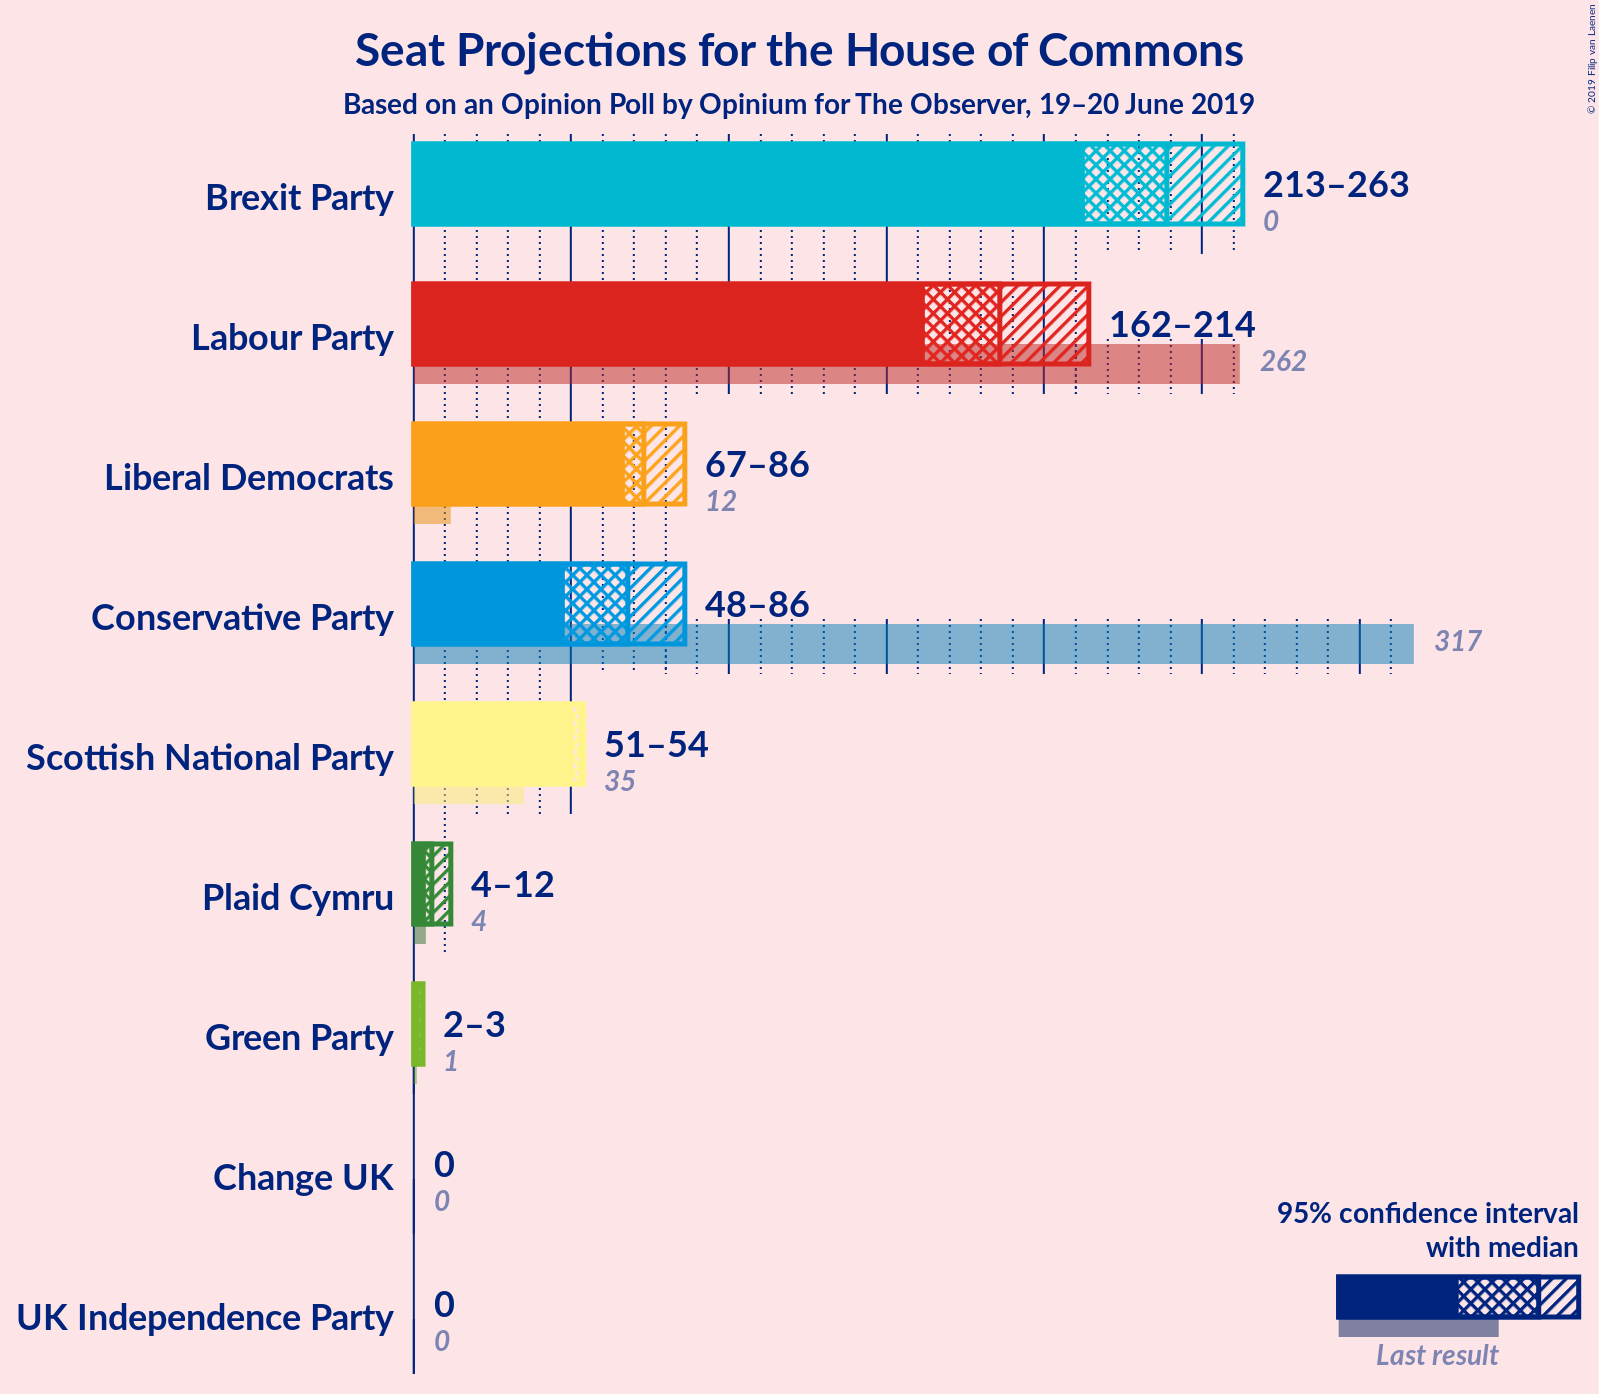 Seat Projections for the House of Commons
Based on an Opinion Poll by Opinium for The Observer, 19–20 June 2019
© 2019 Filip van Laenen
Brexit Party
213–263
0
Labour Party
162–214
262
Liberal Democrats
67–86
12
Conservative Party
48–86
317
Scottish National Party
51–54
35
Plaid Cymru
4–12
4
Green Party
2–3
1
Change UK
0
0
UK Independence Party
0
0
95% confidence interval
with median
Last result